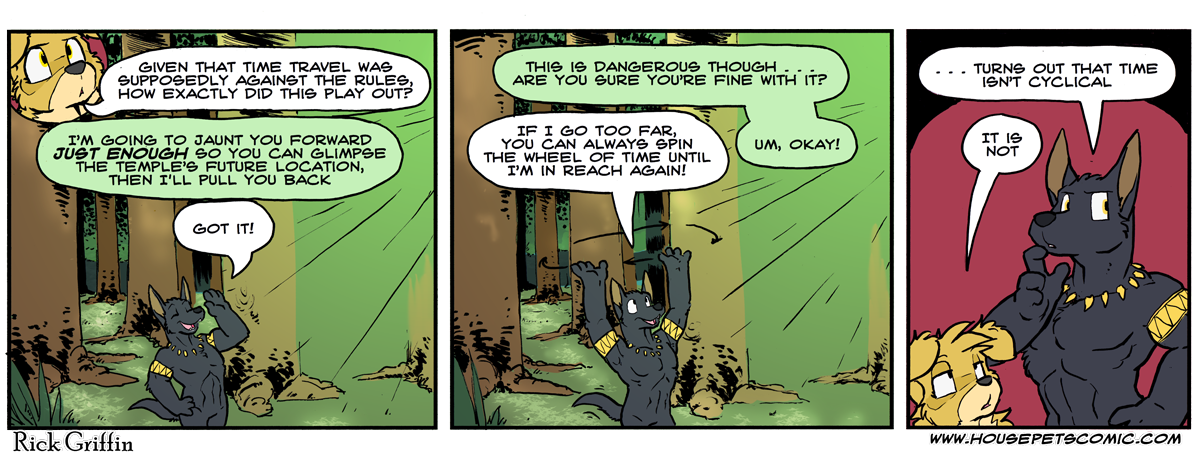 GIVEN THAT TIME TRAVEL WAS
SUPPOSEDLY AGAINST THE RULES,
HOW EXACTLY DID THIS PLAY OUT?
I'M GOING TO JAUNT YOU FORWARD
JUST ENOUGH SO YOU CAN GLIMPSE
THE TEMPLE'S FUTURE LOCATION,
THEN I'LL PULL YOU BACK
GOT IT!
THIS IS DANGEROUS THOUGH . . .
ARE YOU SURE YOU'RE FINE WITH IT?
IF I GO TOO FAR,
YOU CAN ALWAYS SPIN
THE WHEEL OF TIME UNTIL
I'M IN REACH AGAIN!
UM, OKAY!
. . . TURNS OUT THAT TIME
ISN'T CYCLICAL
IT IS
NOT
Rick Griffin
WWW.HOUSEPETSCOMIC.COM